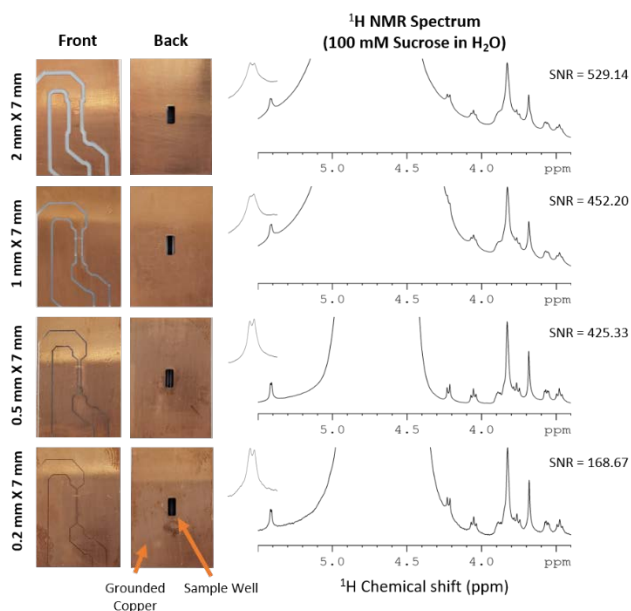 Front
Back
¹H NMR Spectrum
(100 mM Sucrose in H₂O)
2 mm X 7 mm
SNR = 529.14
5.0 4.5 4.0 ppm
1 mm X 7 mm
SNR = 452.20
5.0 4.5 4.0 ppm
0.5 mm X 7 mm
SNR = 425.33
5.0 4.5 4.0 ppm
0.2 mm X 7 mm
SNR = 168.67
5.0 4.5 4.0 ppm
Grounded
Copper
Sample Well
¹H Chemical shift (ppm)